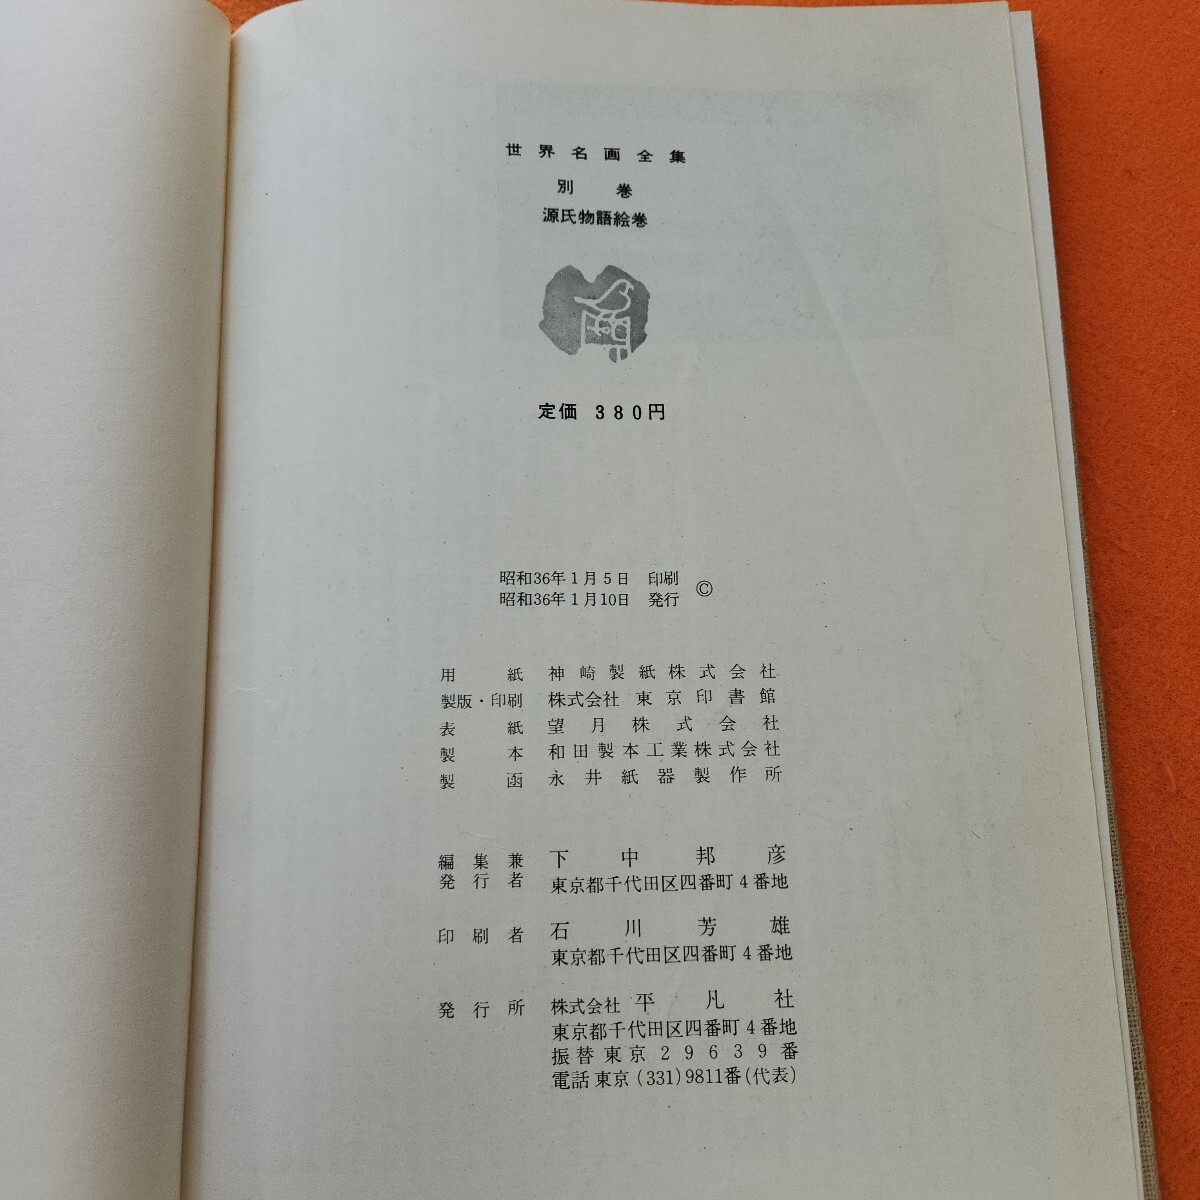 世界名画全集
別巻
源氏物語絵巻
定価 380円
昭和36年1月5日 印刷
昭和36年1月10日 発行 ©
用紙 神崎製紙株式会社
製版・印刷 株式会社 東京印書館
表紙 望月株式会社
製本 和田製本工業株式会社
製函 永井紙器製作所
編集兼 下中邦彦
発行者 東京都千代田区四番町4番地
印刷者 石川芳雄
東京都千代田区四番町4番地
発行所 株式会社 平凡社
東京都千代田区四番町4番地
振替東京29639番
電話東京(331)9811番(代表)